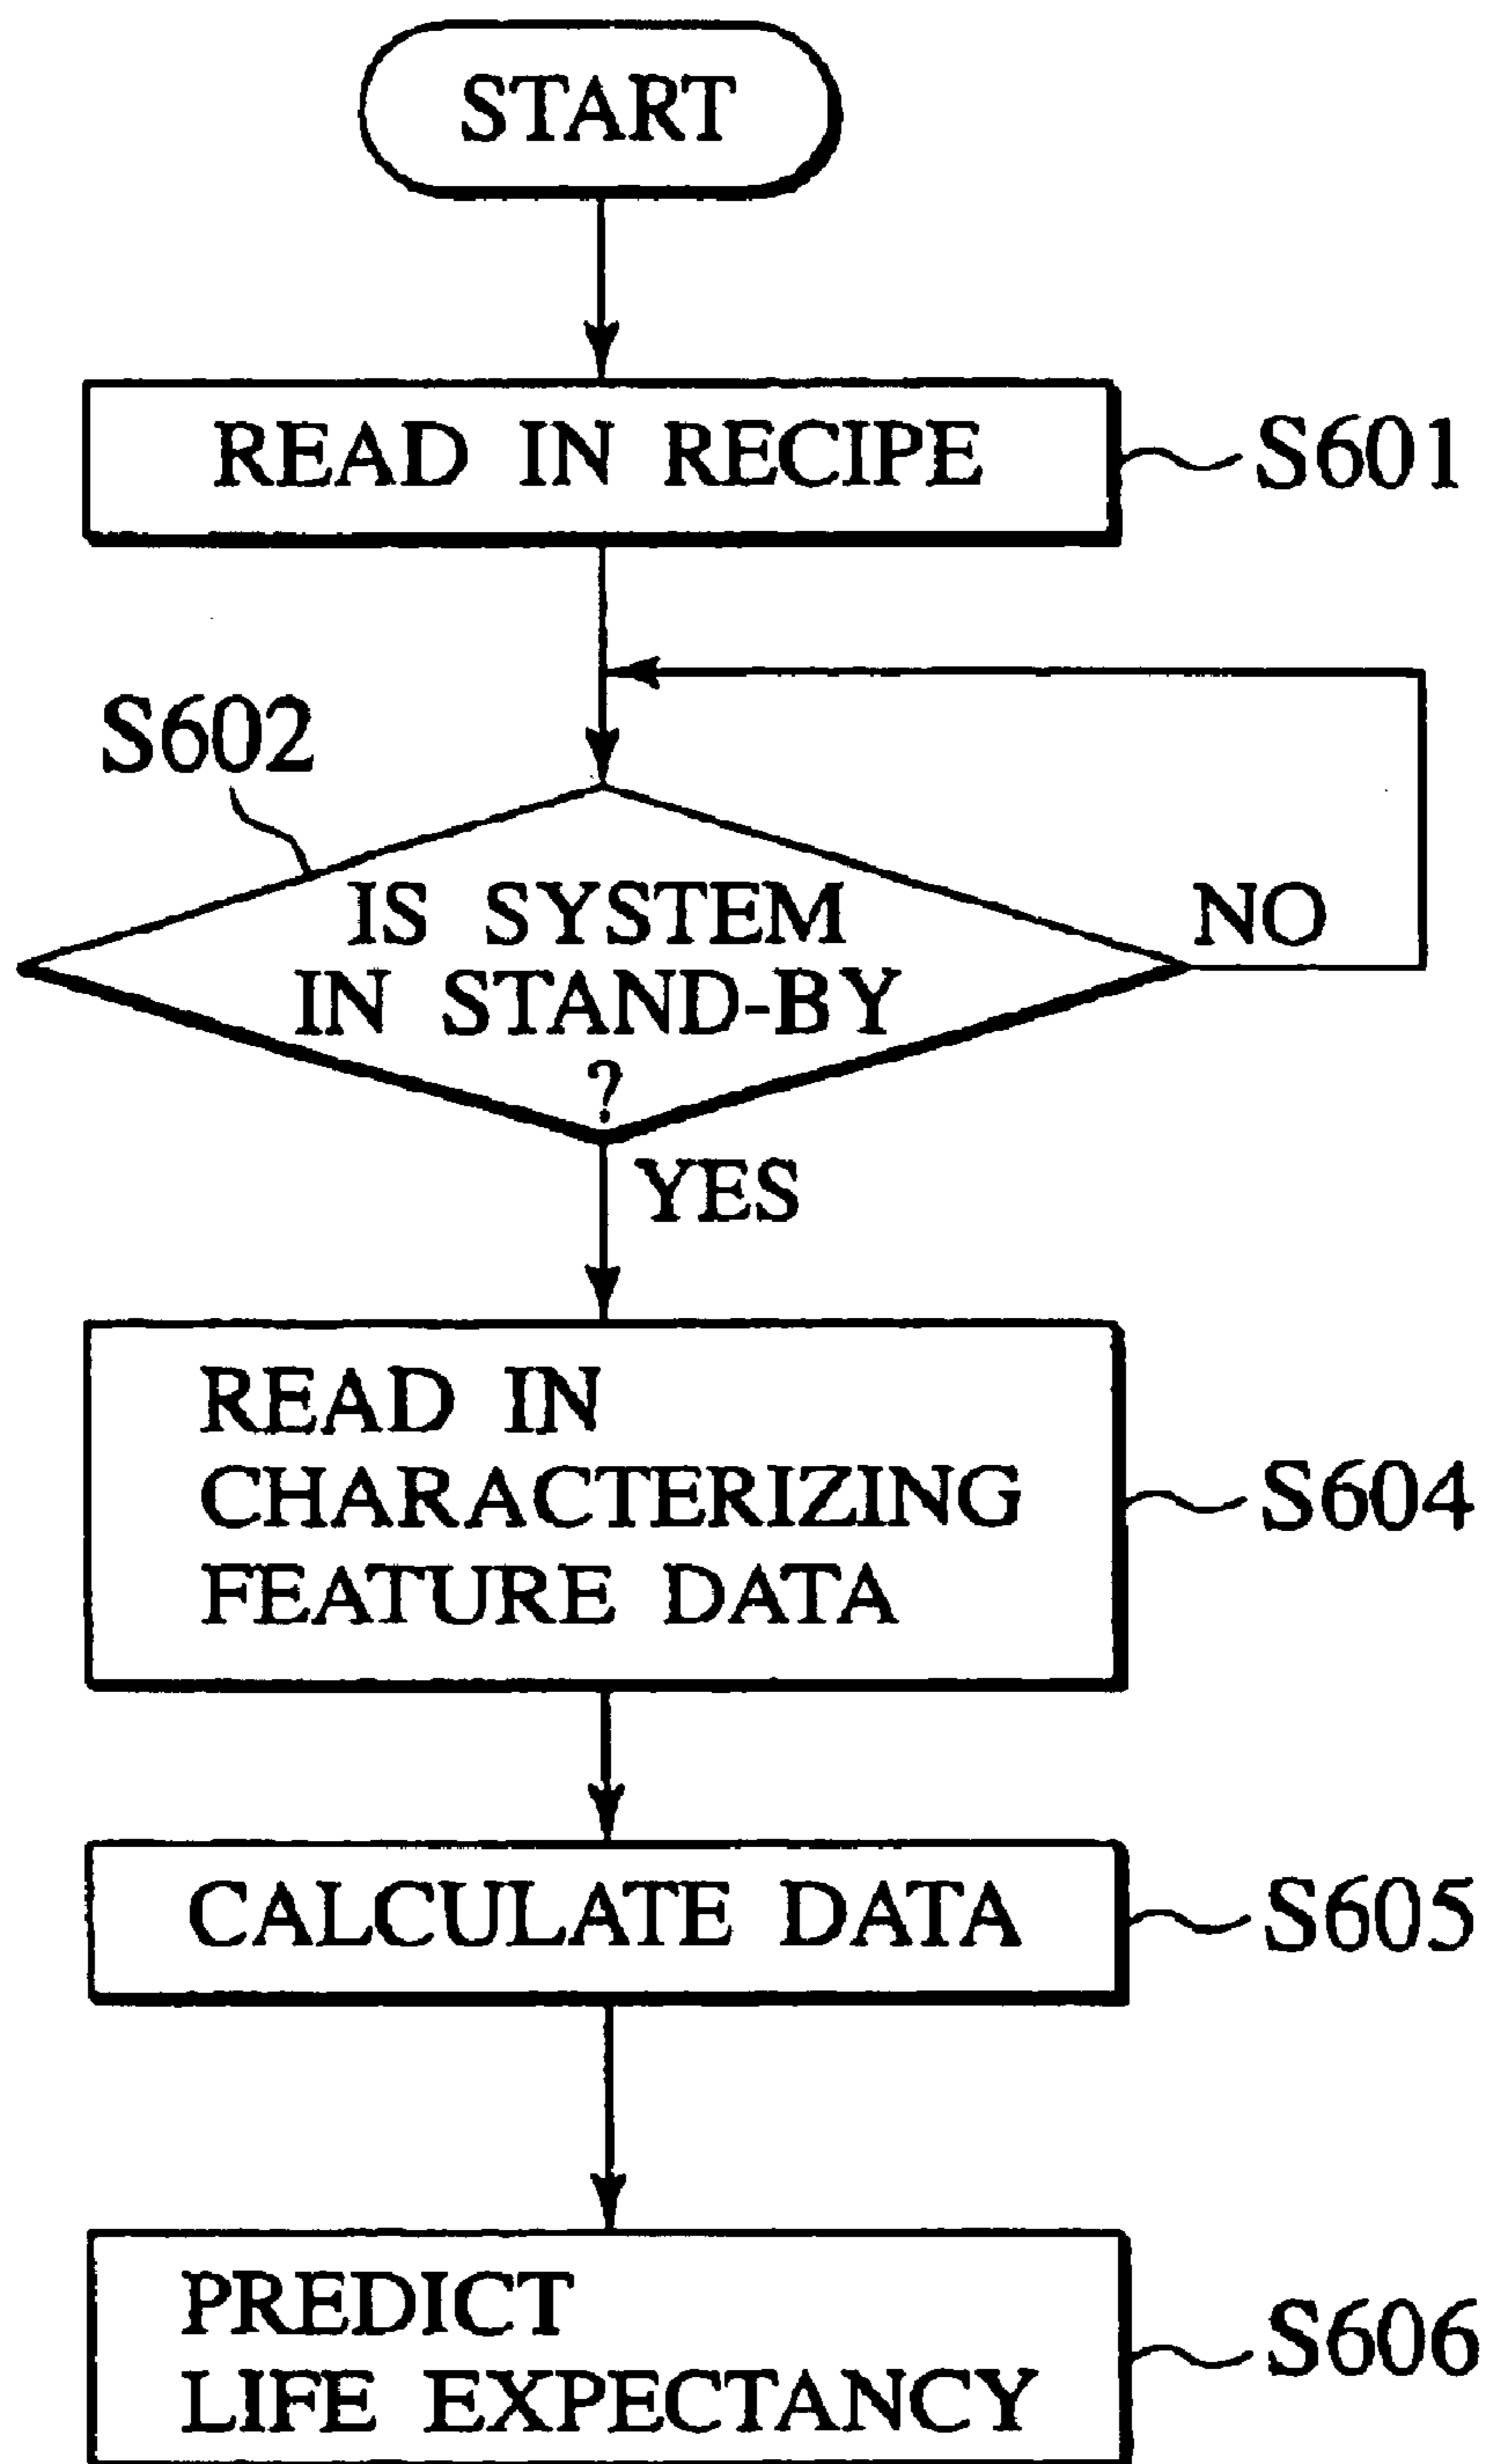 START
READ IN RECIPE
S601
S602
IS SYSTEM
IN STAND-BY
?
NO
YES
READ IN
CHARACTERIZING
FEATURE DATA
S604
CALCULATE DATA
S605
PREDICT
LIFE EXPECTANCY
S606